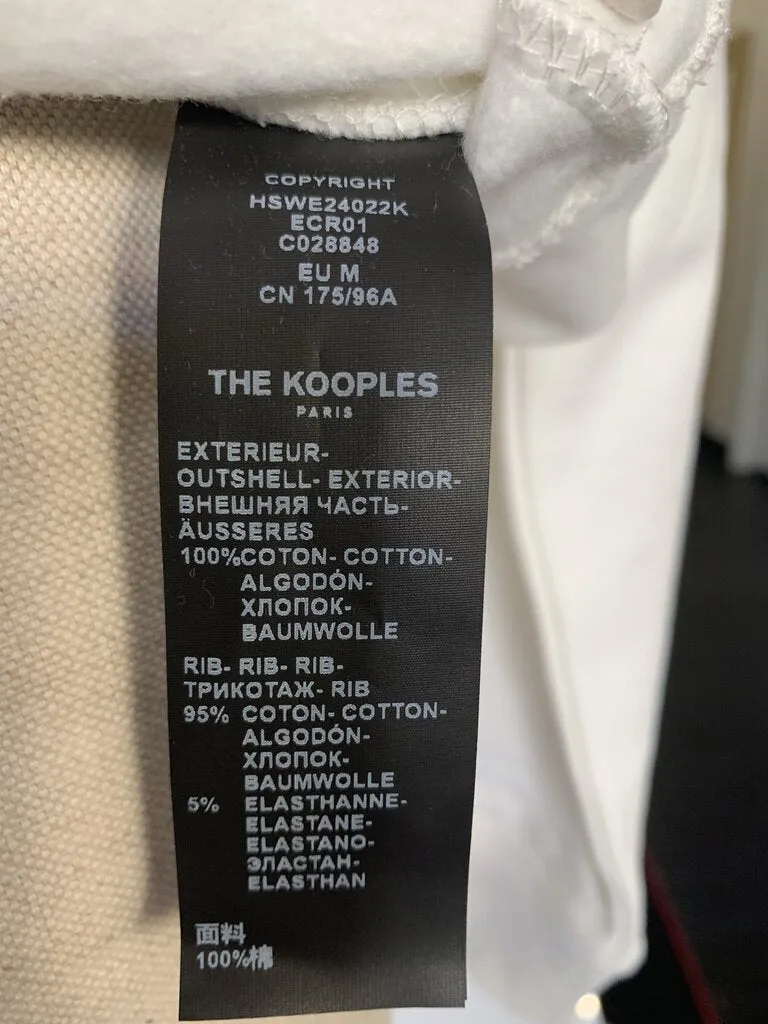 COPYRIGHT
HSWE24022K
ECR01
C028848
EU M
CN 175/96A
THE KOOPLES
PARIS
EXTERIEUR-
OUTSHELL- EXTERIOR-
ВНЕШНЯЯ ЧАСТЬ-
ÄUSSERES
100%COTON- COTTON-
ALGODÓN-
ХЛОПОК-
BAUMWOLLE
RIB- RIB- RIB-
ТРИКОТАЖ- RIB
95% COTON- COTTON-
ALGODÓN-
ХЛОПОК-
BAUMWOLLE
5% ELASTHANNE-
ELASTANE-
ELASTANO-
ЭЛАСТАН-
ELASTHAN
面料
100%棉